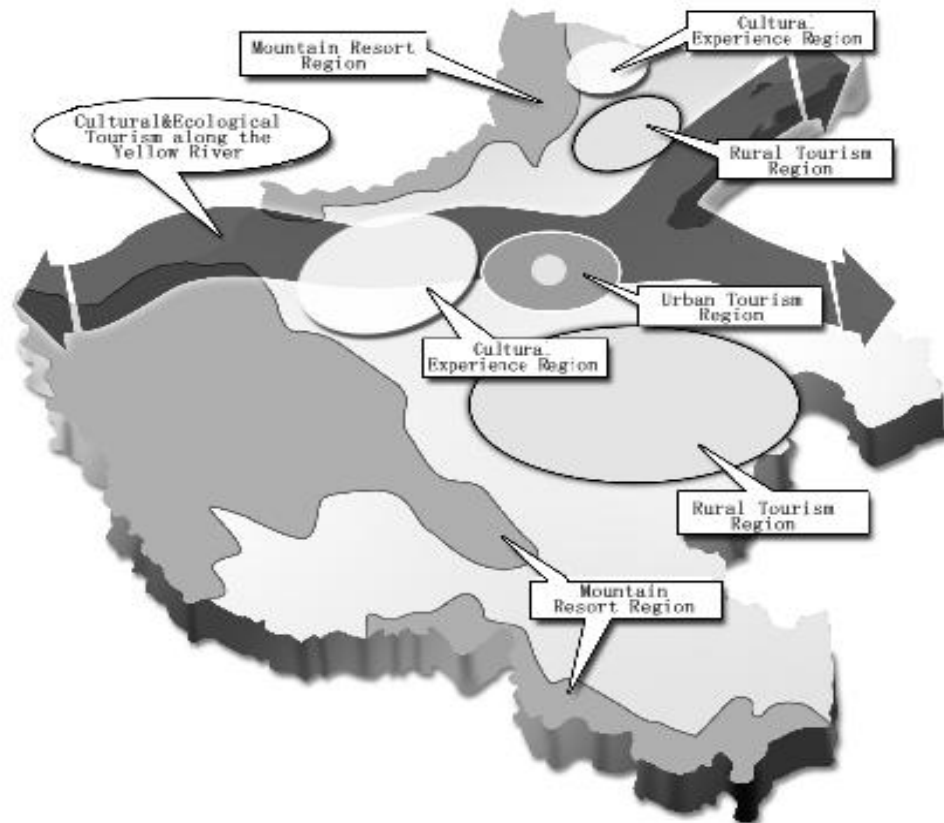 Cultura
Experience Region
Mountain Resort
Region
Cultural&Ecological
Tourism along the
Yellow River
Rural Tourism
Region
Urban Tourism
Region
Cultura
Experience Region
Rural Tourism
Region
Mountain
Resort Region